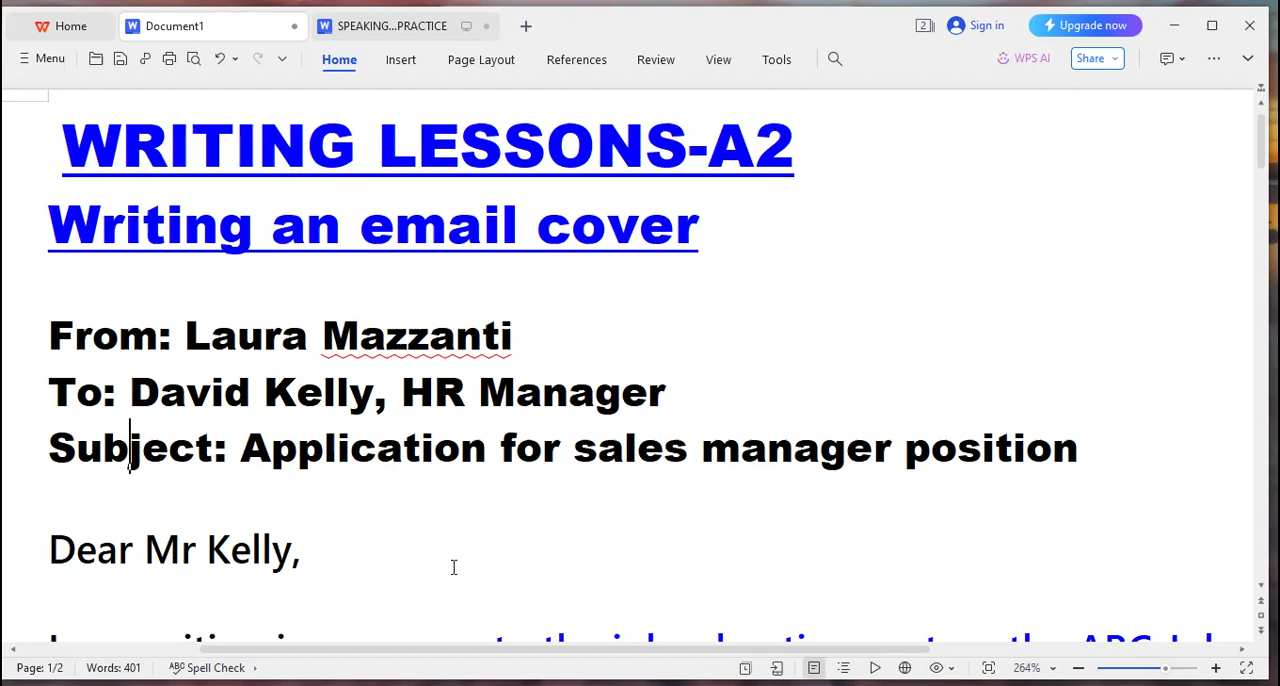 Home
Document1
SPEAKING...PRACTICE
2
Sign in
Upgrade now
Menu
Home
Insert
Page Layout
References
Review
View
Tools
WPS AI
Share
WRITING LESSONS-A2
Writing an email cover
From: Laura Mazzanti
To: David Kelly, HR Manager
Subject: Application for sales manager position
Dear Mr Kelly,
Page: 1/2
Words: 401
Spell Check
264%